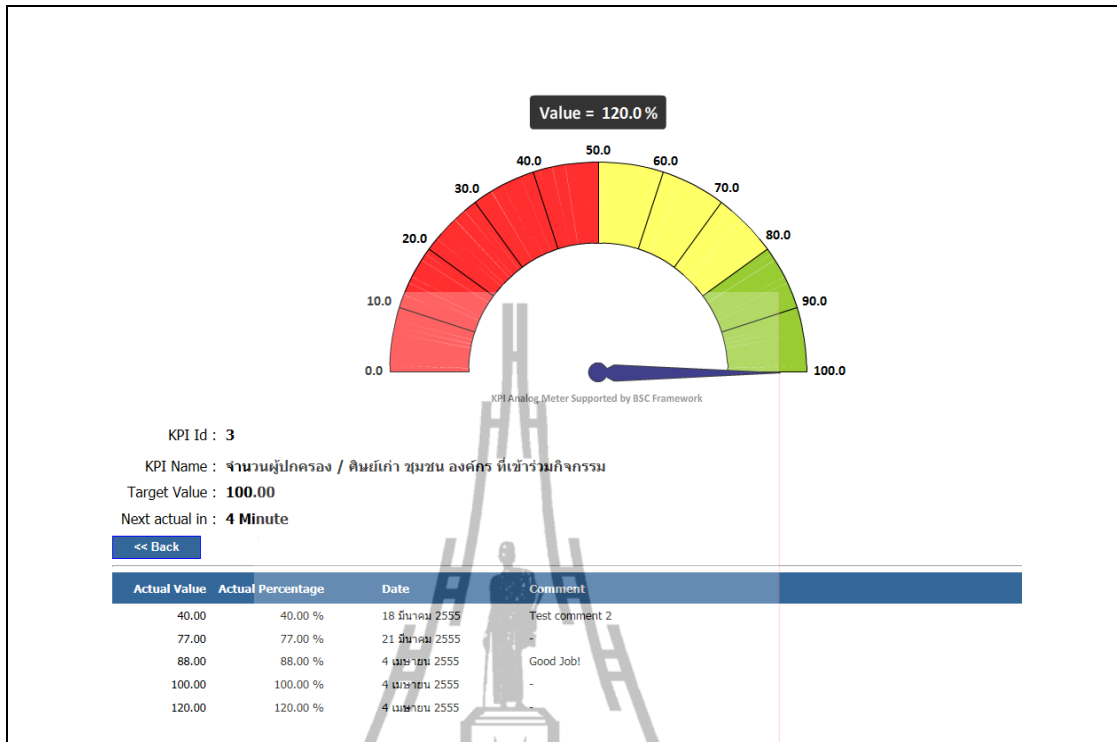 Value = 120.0 %
50.0
40.0 60.0
30.0 70.0
20.0 80.0
10.0 90.0
0.0 100.0
KPI Analog Meter Supported by BSC Framework
KPI Id : 3
KPI Name : จำนวนผู้ปกครอง / ศิษย์เก่า ชุมชน องค์กร ที่เข้าร่วมกิจกรรม
Target Value : 100.00
Next actual in : 4 Minute
<< Back
Actual Value Actual Percentage Date Comment
40.00 40.00 % 18 มีนาคม 2555 Test comment 2
77.00 77.00 % 21 มีนาคม 2555 -
88.00 88.00 % 4 เมษายน 2555 Good Job!
100.00 100.00 % 4 เมษายน 2555 -
120.00 120.00 % 4 เมษายน 2555 -